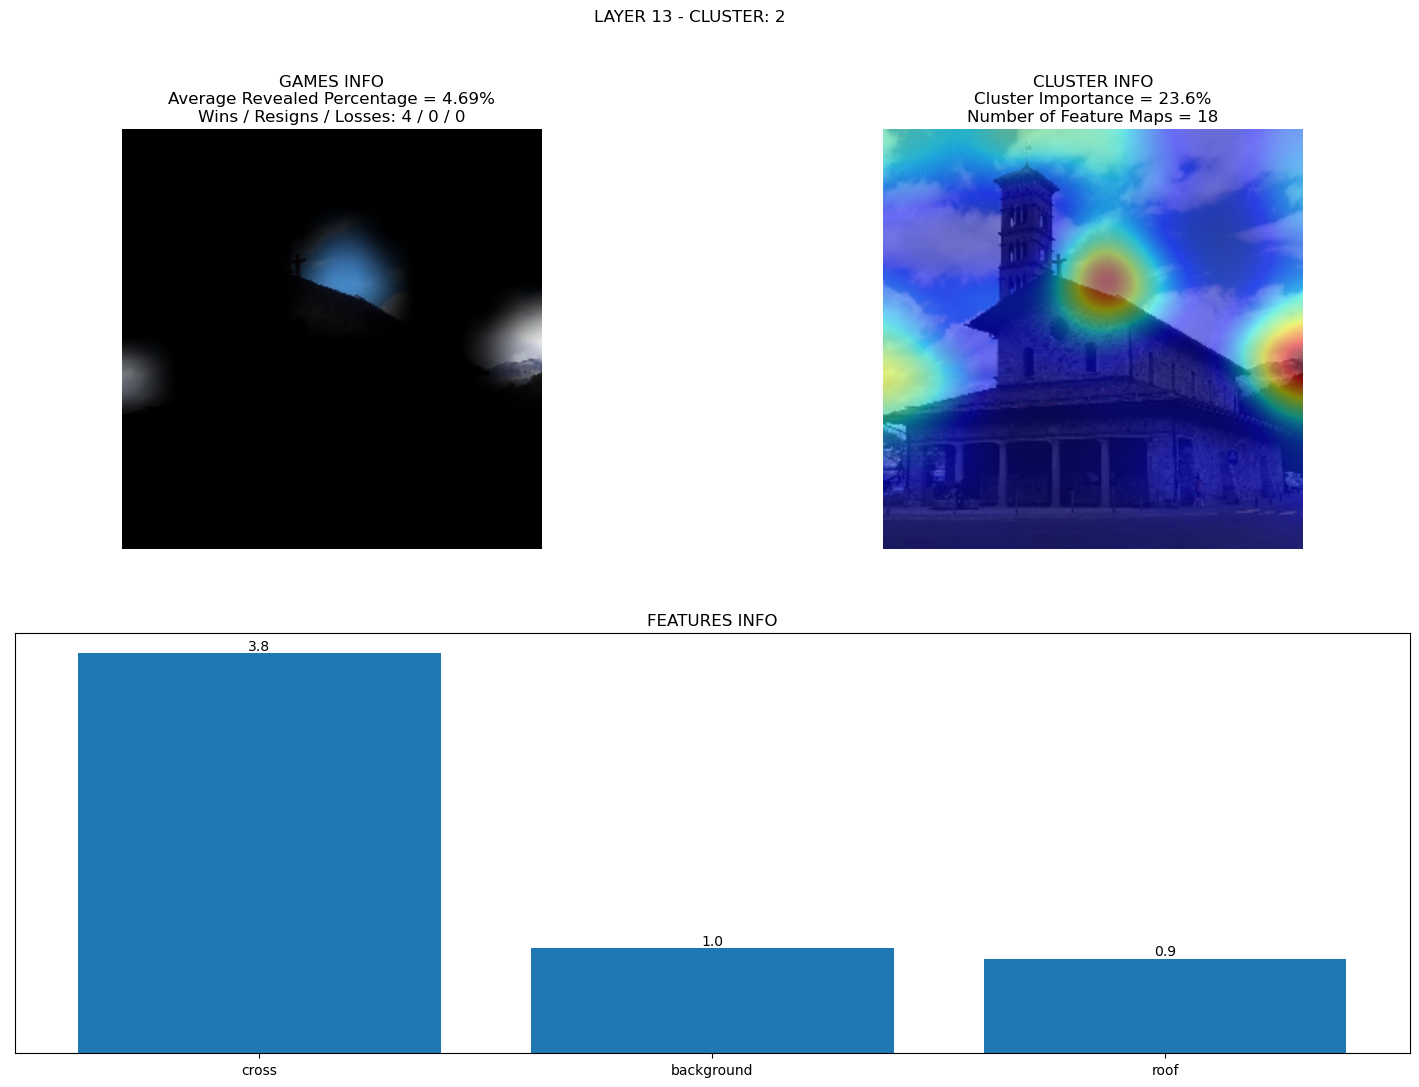 LAYER 13 - CLUSTER: 2
GAMES INFO
Average Revealed Percentage = 4.69%
Wins / Resigns / Losses: 4 / 0 / 0
CLUSTER INFO
Cluster Importance = 23.6%
Number of Feature Maps = 18
FEATURES INFO
3.8
1.0
0.9
cross
background
roof